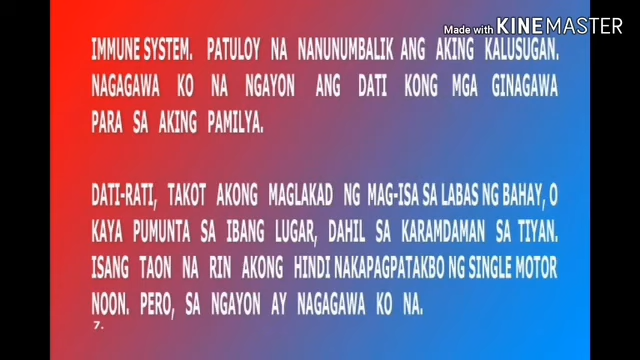 Made with KINEMASTER
IMMUNE SYSTEM. PATULOY NA NANUNUMBALIK ANG AKING KALUSUGAN.
NAGAGAWA KO NA NGAYON ANG DATI KONG MGA GINAGAWA
PARA SA AKING PAMILYA.
DATI-RATI, TAKOT AKONG MAGLAKAD NG MAG-ISA SA LABAS NG BAHAY, O
KAYA PUMUNTA SA IBANG LUGAR, DAHIL SA KARAMDAMAN SA TIYAN.
ISANG TAON NA RIN AKONG HINDI NAKAPAGPATAKBO NG SINGLE MOTOR
NOON. PERO, SA NGAYON AY NAGAGAWA KO NA.
7.